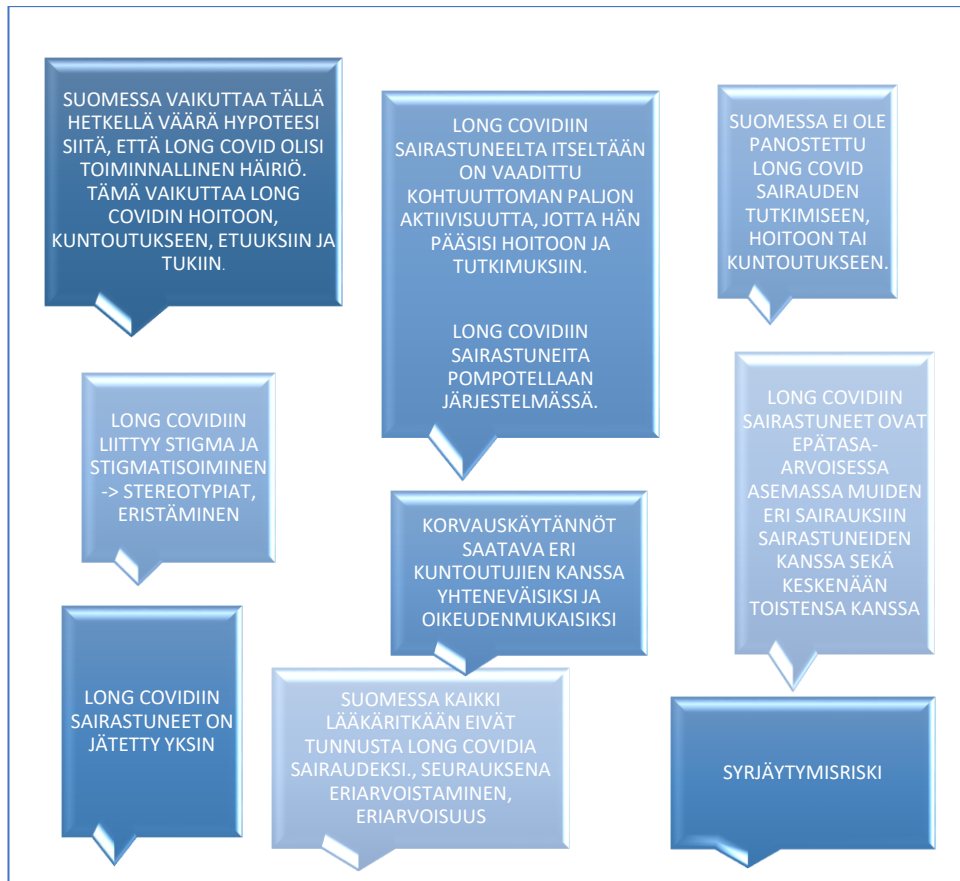 SUOMESSA VAIKUTTAA TÄLLÄ
HETKELLÄ VÄÄRÄ HYPOTEESI
SIITÄ, ETTÄ LONG COVID OLISI
TOIMINNALLINEN HÄIRIÖ.
TÄMÄ VAIKUTTAA LONG
COVIDIN HOITOON,
KUNTOUTUKSEEN, ETUUKSIIN JA
TUKIIN.
LONG COVIDIIN
SAIRASTUNEELTA ITSELTÄÄN
ON VAADITTU
KOHTUUTTOMAN PALJON
AKTIIVISUUTTA, JOTTA HÄN
PÄÄSISI HOITOON JA
TUTKIMUKSIIN.
LONG COVIDIIN
SAIRASTUNEITA
POMPOTELLAAN
JÄRJESTELMÄSSÄ.
SUOMESSA EI OLE
PANOSTETTU
LONG COVID
SAIRAUDEN
TUTKIMISEEN,
HOITOON TAI
KUNTOUTUKSEEN.
LONG COVIDIIN
LIITTYY STIGMA JA
STIGMATISOIMINEN
-> STEREOTYPIAT,
ERISTÄMINEN
KORVAUSKÄYTÄNNÖT
SAATAVA ERI
KUNTOUTUJIEN KANSSA
YHTENEVÄISIKSI JA
OIKEUDENMUKAISIKSI
LONG COVIDIIN
SAIRASTUNEET OVAT
EPÄTASA-
ARVOISESSA
ASEMASSA MUIDEN
ERI SAIRAUKSIIN
SAIRASTUNEIDEN
KANSSA SEKÄ
KESKENÄÄN
TOISTENSA KANSSA
LONG COVIDIIN
SAIRASTUNEET ON
JÄTETTY YKSIN
SUOMESSA KAIKKI
LÄÄKÄRITKÄÄN EIVÄT
TUNNUSTA LONG COVIDIA
SAIRAUDEKSI., SEURAUKSENA
ERIARVOISTAMINEN,
ERIARVOISUUS
SYRJÄYTYMISRISKI